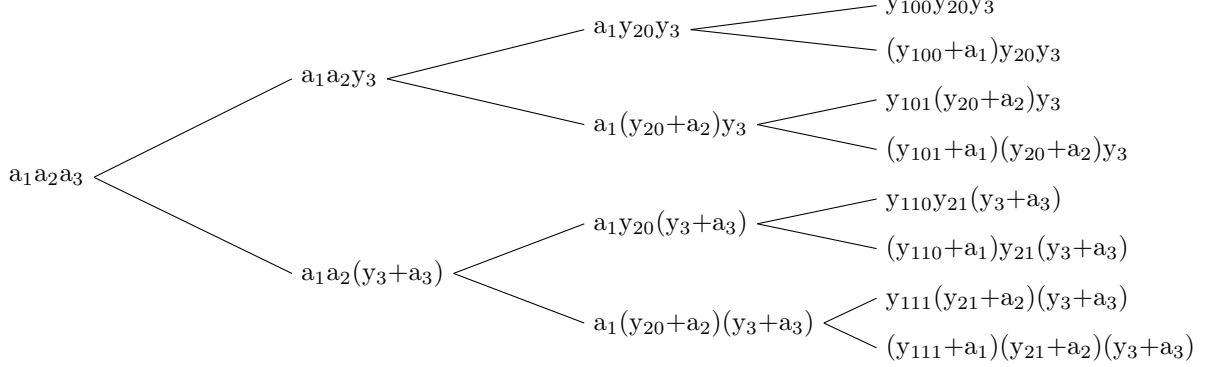 a₁a₂a₃
a₁a₂y₃
a₁a₂(y₃+a₃)
a₁y₂₀y₃
a₁(y₂₀+a₂)y₃
a₁y₂₀(y₃+a₃)
a₁(y₂₀+a₂)(y₃+a₃)
y₁₀₀y₂₀y₃
(y₁₀₀+a₁)y₂₀y₃
y₁₀₁(y₂₀+a₂)y₃
(y₁₀₁+a₁)(y₂₀+a₂)y₃
y₁₁₀y₂₁(y₃+a₃)
(y₁₁₀+a₁)y₂₁(y₃+a₃)
y₁₁₁(y₂₁+a₂)(y₃+a₃)
(y₁₁₁+a₁)(y₂₁+a₂)(y₃+a₃)